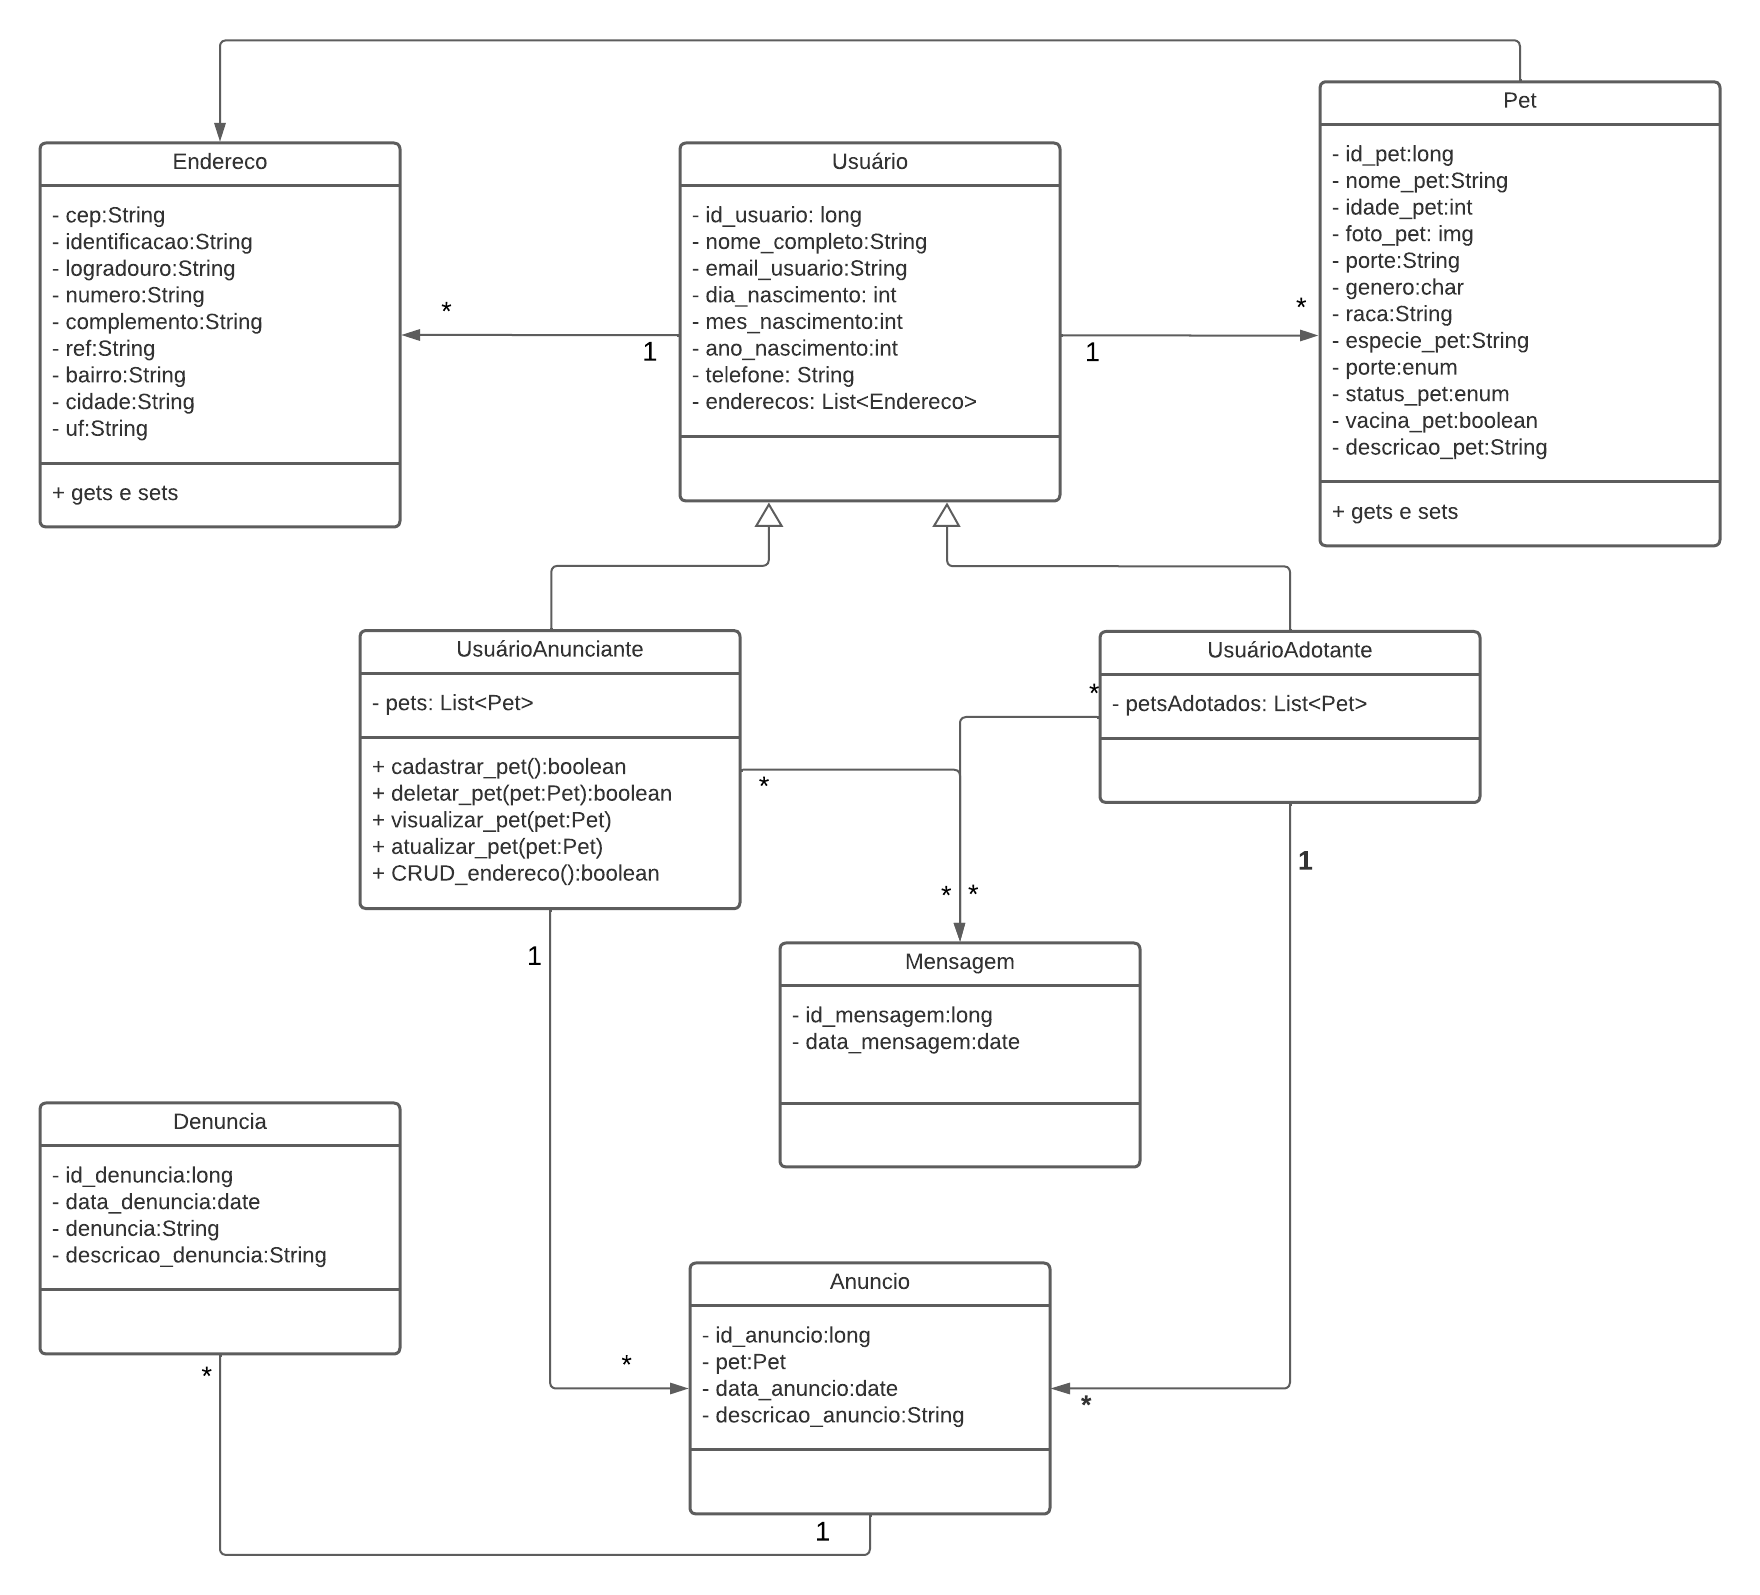 Endereco
- cep:String
- identificacao:String
- logradouro:String
- numero:String
- complemento:String
- ref:String
- bairro:String
- cidade:String
- uf:String
+ gets e sets
*
1
Usuário
- id_usuario: long
- nome_completo:String
- email_usuario:String
- dia_nascimento: int
- mes_nascimento:int
- ano_nascimento:int
- telefone: String
- enderecos: List<Endereco>
1
*
Pet
- id_pet:long
- nome_pet:String
- idade_pet:int
- foto_pet: img
- porte:String
- genero:char
- raca:String
- especie_pet:String
- porte:enum
- status_pet:enum
- vacina_pet:boolean
- descricao_pet:String
+ gets e sets
UsuárioAnunciante
- pets: List<Pet>
+ cadastrar_pet():boolean
+ deletar_pet(pet:Pet):boolean
+ visualizar_pet(pet:Pet)
+ atualizar_pet(pet:Pet)
+ CRUD_endereco():boolean
*
1
UsuárioAdotante
- petsAdotados: List<Pet>
*
1
* *
Mensagem
- id_mensagem:long
- data_mensagem:date
Denuncia
- id_denuncia:long
- data_denuncia:date
- denuncia:String
- descricao_denuncia:String
*
*
Anuncio
- id_anuncio:long
- pet:Pet
- data_anuncio:date
- descricao_anuncio:String
*
1